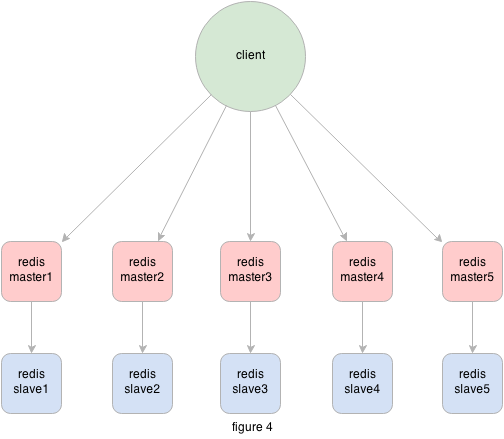 client
redis
master1
redis
master2
redis
master3
redis
master4
redis
master5
redis
slave1
redis
slave2
redis
slave3
redis
slave4
redis
slave5
figure 4